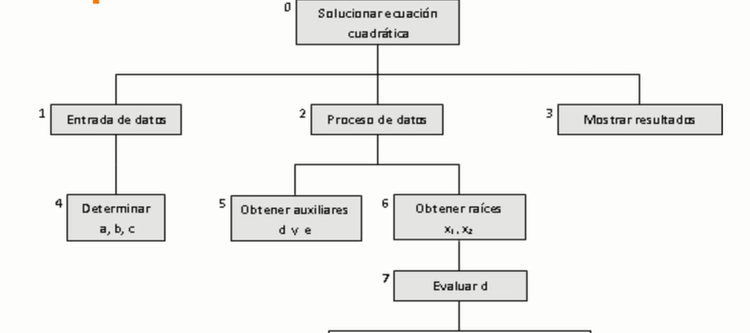 0
Solucionar ecuación
cuadrática
1
Entrada de datos
2
Proceso de datos
3
Mostrar resultados
4
Determinar
a, b, c
5
Obtener auxiliares
d y e
6
Obtener raíces
x₁, x₂
7
Evaluar d